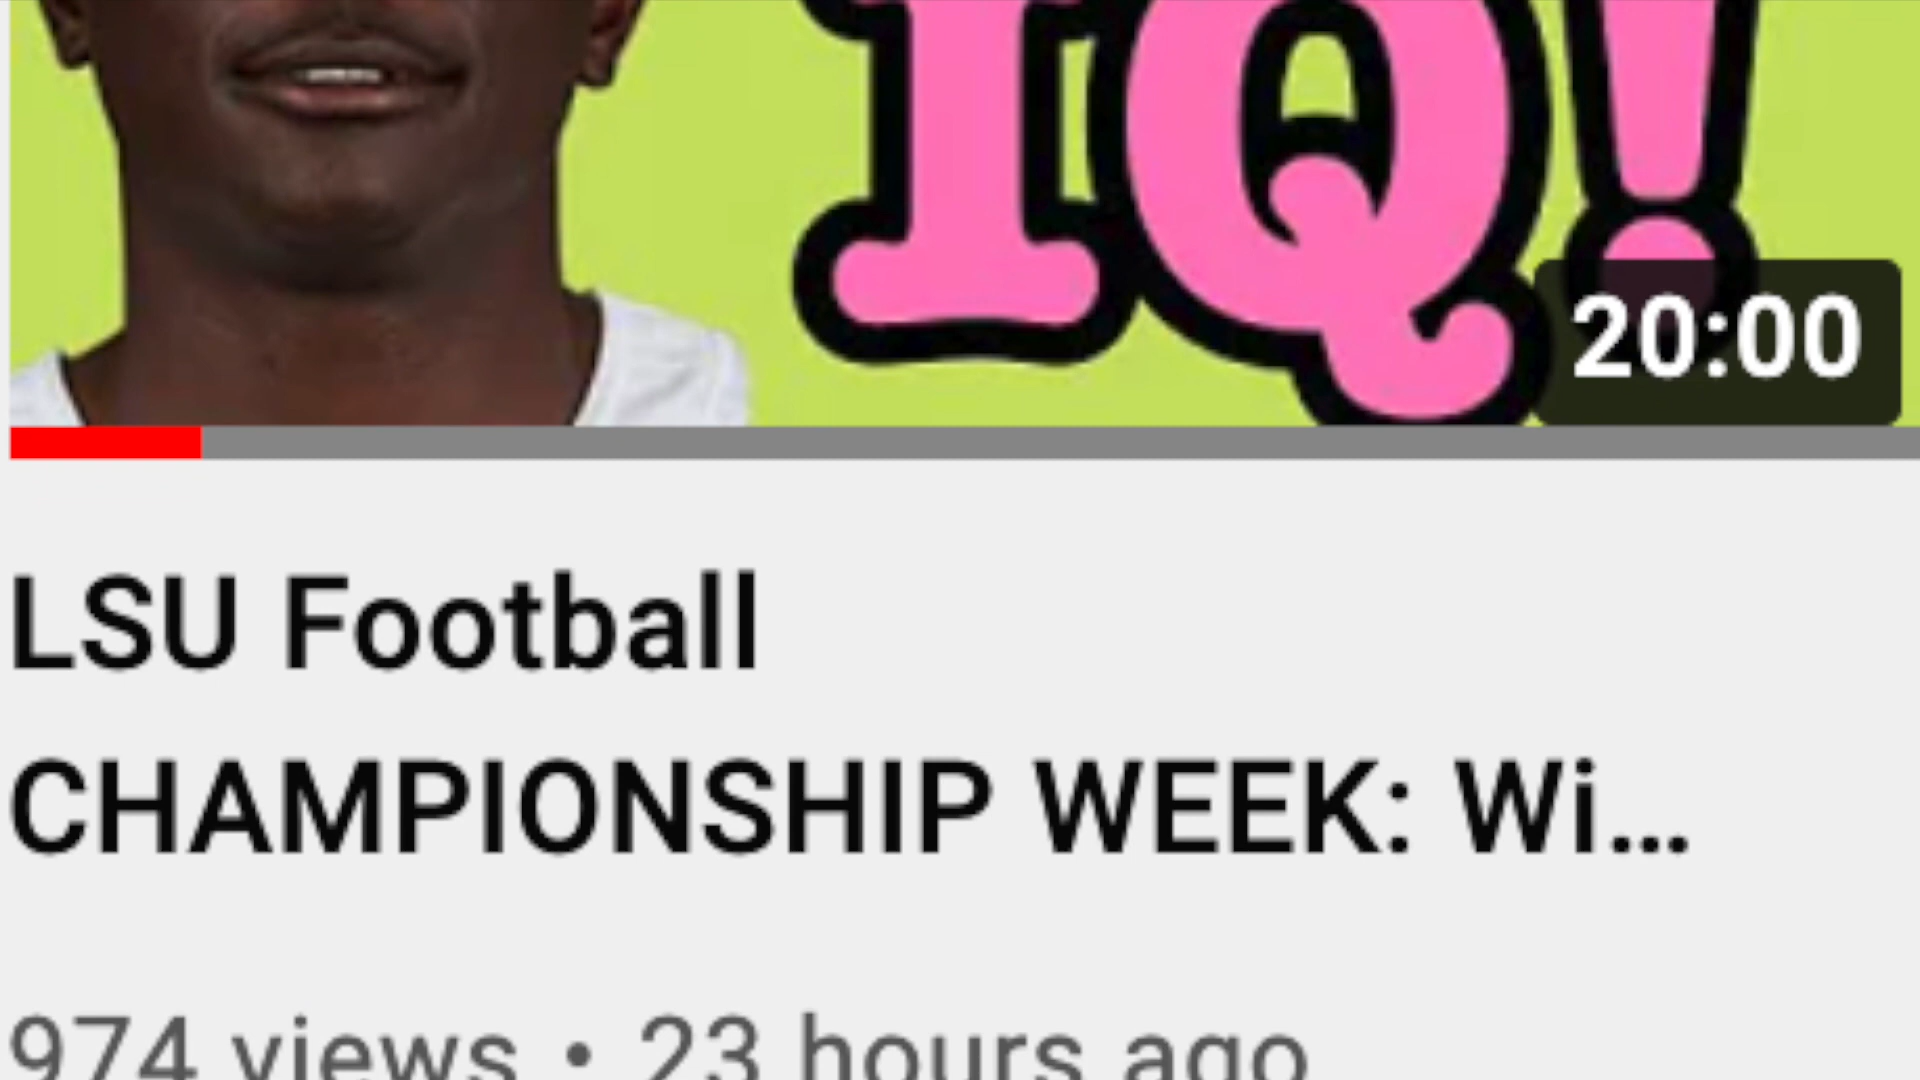 IQ!
20:00
LSU Football
CHAMPIONSHIP WEEK: Wi...
974 views • 23 hours ago